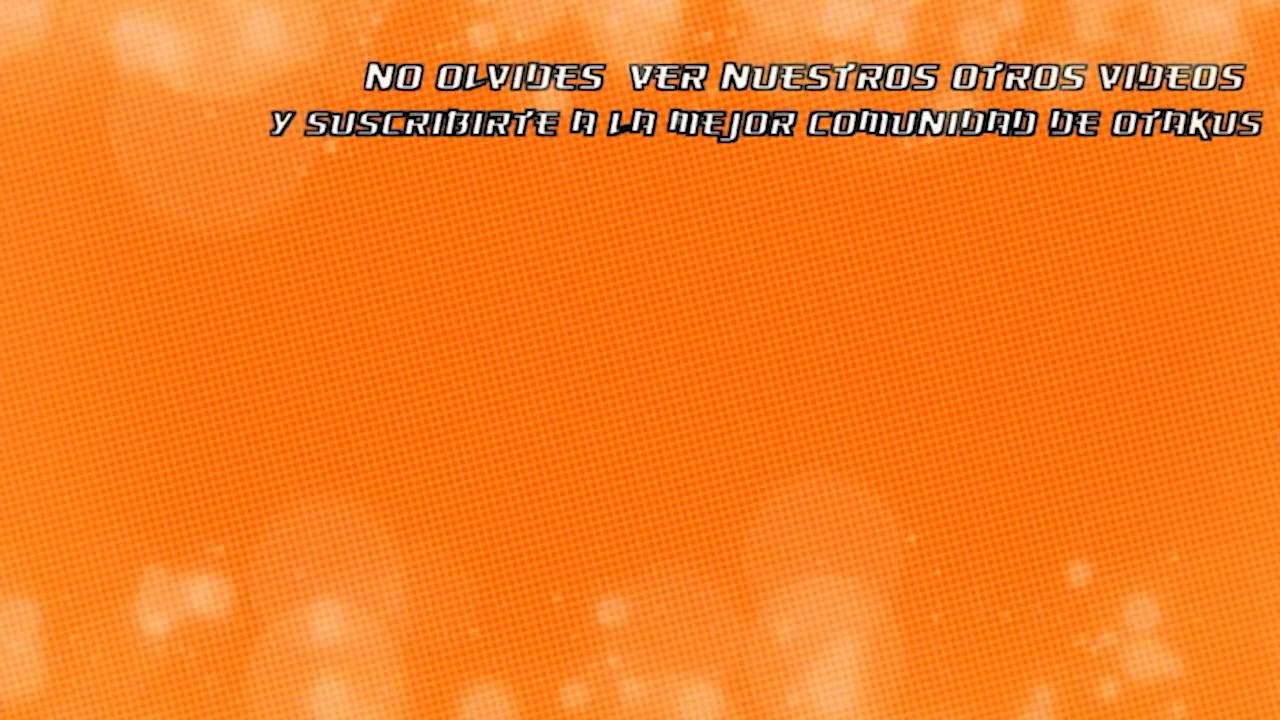 NO OLVIDES VER NUESTROS OTROS VIDEOS
Y SUSCRIBIRTE A LA MEJOR COMUNIDAD DE OTAKUS